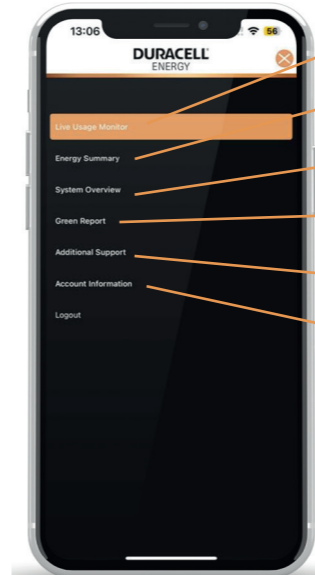 13:06
56
DURACELL
ENERGY
Live Usage Monitor
Energy Summary
System Overview
Green Report
Additional Support
Account Information
Logout